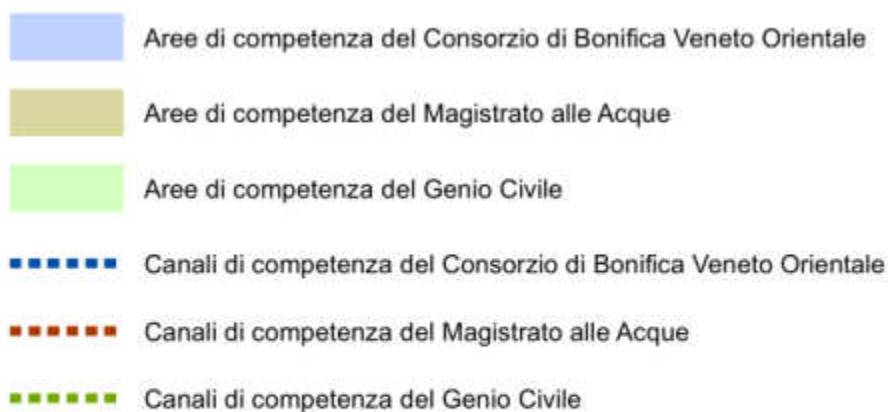 Aree di competenza del Consorzio di Bonifica Veneto Orientale
Aree di competenza del Magistrato alle Acque
Aree di competenza del Genio Civile
Canali di competenza del Consorzio di Bonifica Veneto Orientale
Canali di competenza del Magistrato alle Acque
Canali di competenza del Genio Civile